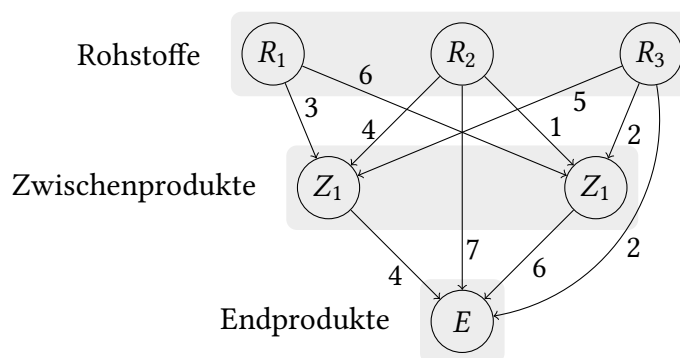 Rohstoffe R₁ R₂ R₃
6
3 4 1 5 2
Zwischenprodukte Z₁ Z₁
4 7 6 2
Endprodukte E